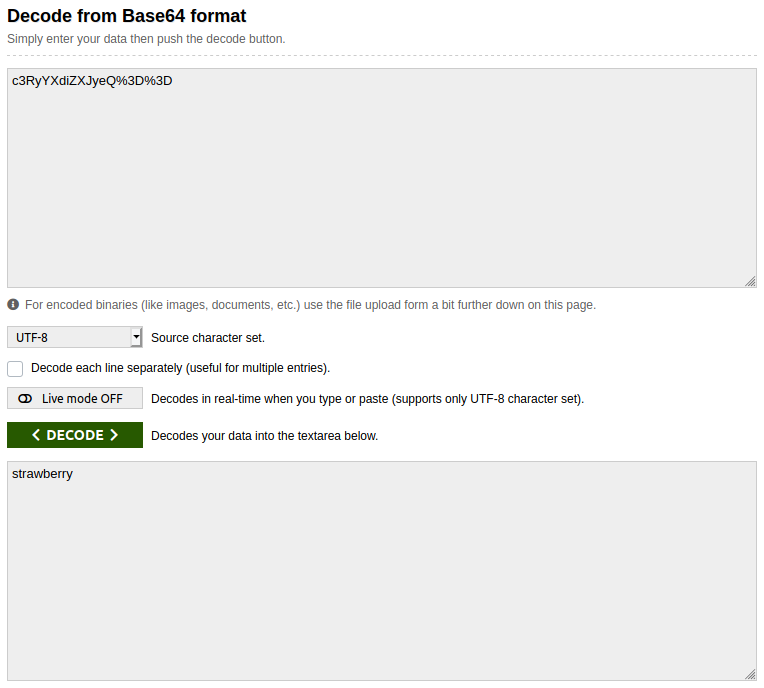 Decode from Base64 format
Simply enter your data then push the decode button.
c3RyYXdiZXJyeQ%3D%3D
For encoded binaries (like images, documents, etc.) use the file upload form a bit further down on this page.
UTF-8 Source character set.
Decode each line separately (useful for multiple entries).
Live mode OFF Decodes in real-time when you type or paste (supports only UTF-8 character set).
< DECODE > Decodes your data into the textarea below.
strawberry